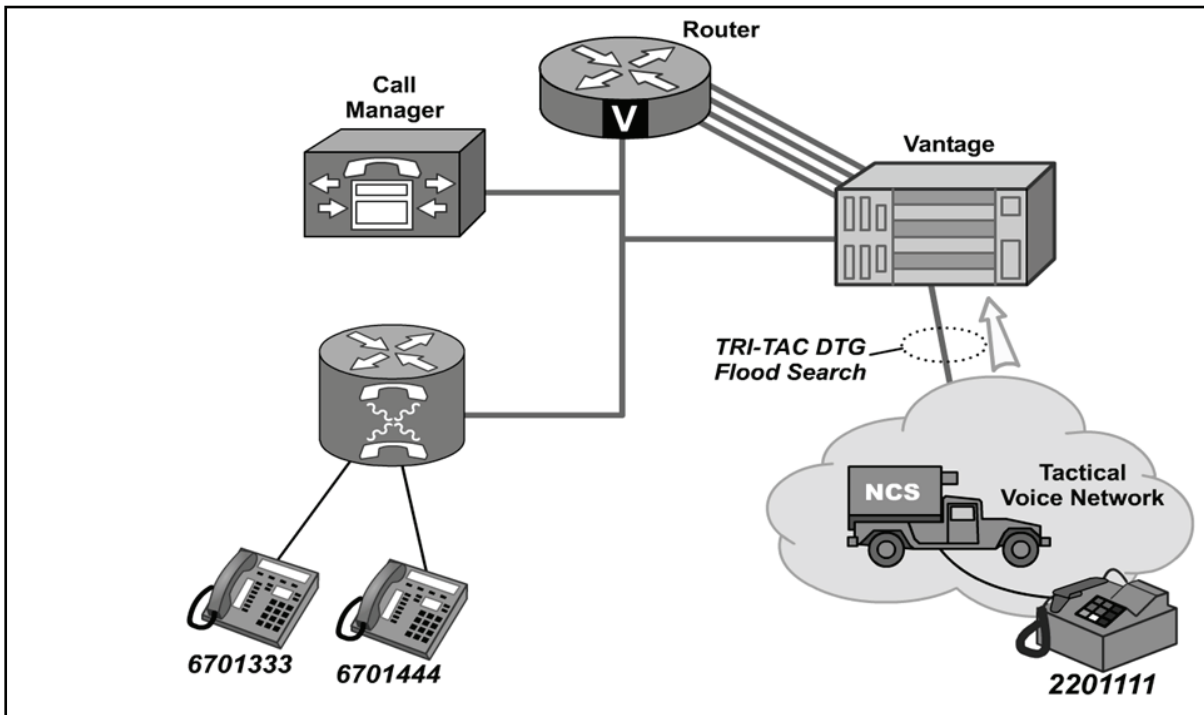 Router
Call
Manager
V
Vantage
TRI-TAC DTG
Flood Search
NCS
Tactical
Voice Network
6701333
6701444
2201111